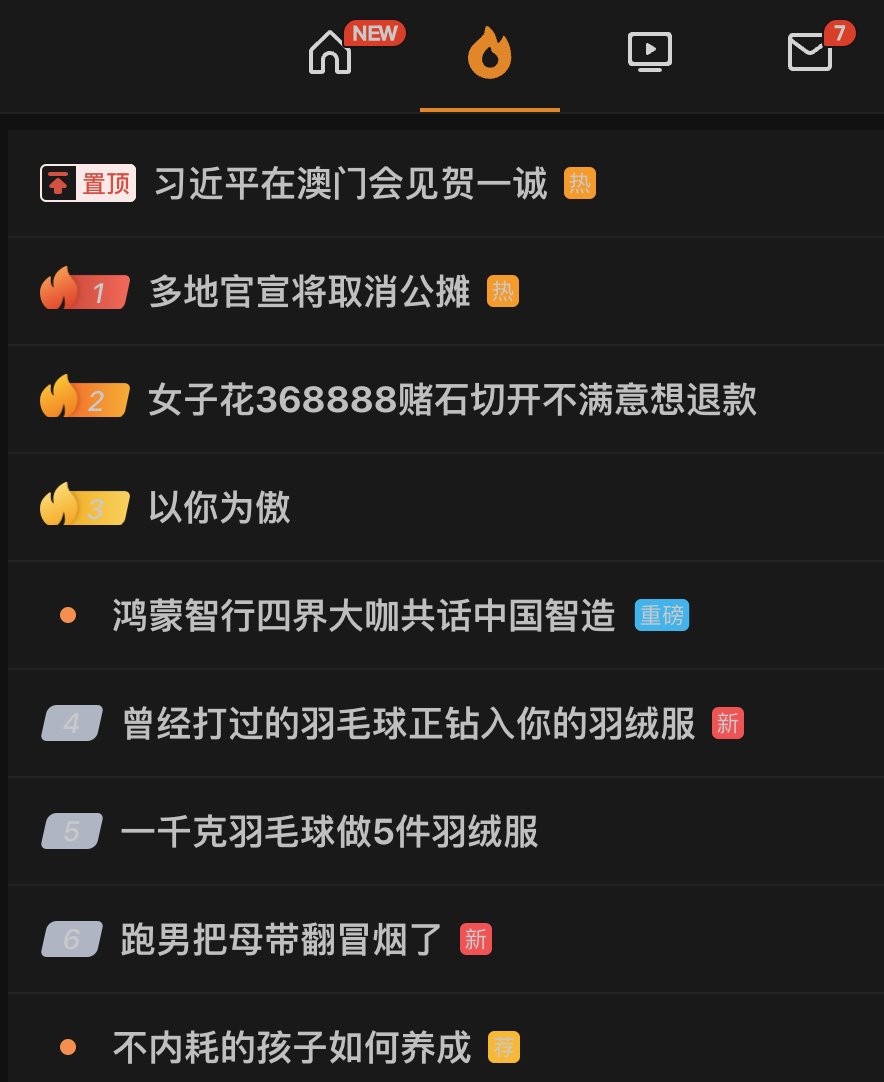 NEW
7
置顶 习近平在澳门会见贺一诚 热
1 多地官宣将取消公摊 热
2 女子花368888赌石切开不满意想退款
3 以你为傲
鸿蒙智行四界大咖共话中国智造 重磅
4 曾经打过的羽毛球正钻入你的羽绒服 新
5 一千克羽毛球做5件羽绒服
6 跑男把母带翻冒烟了 新
不内耗的孩子如何养成 荐